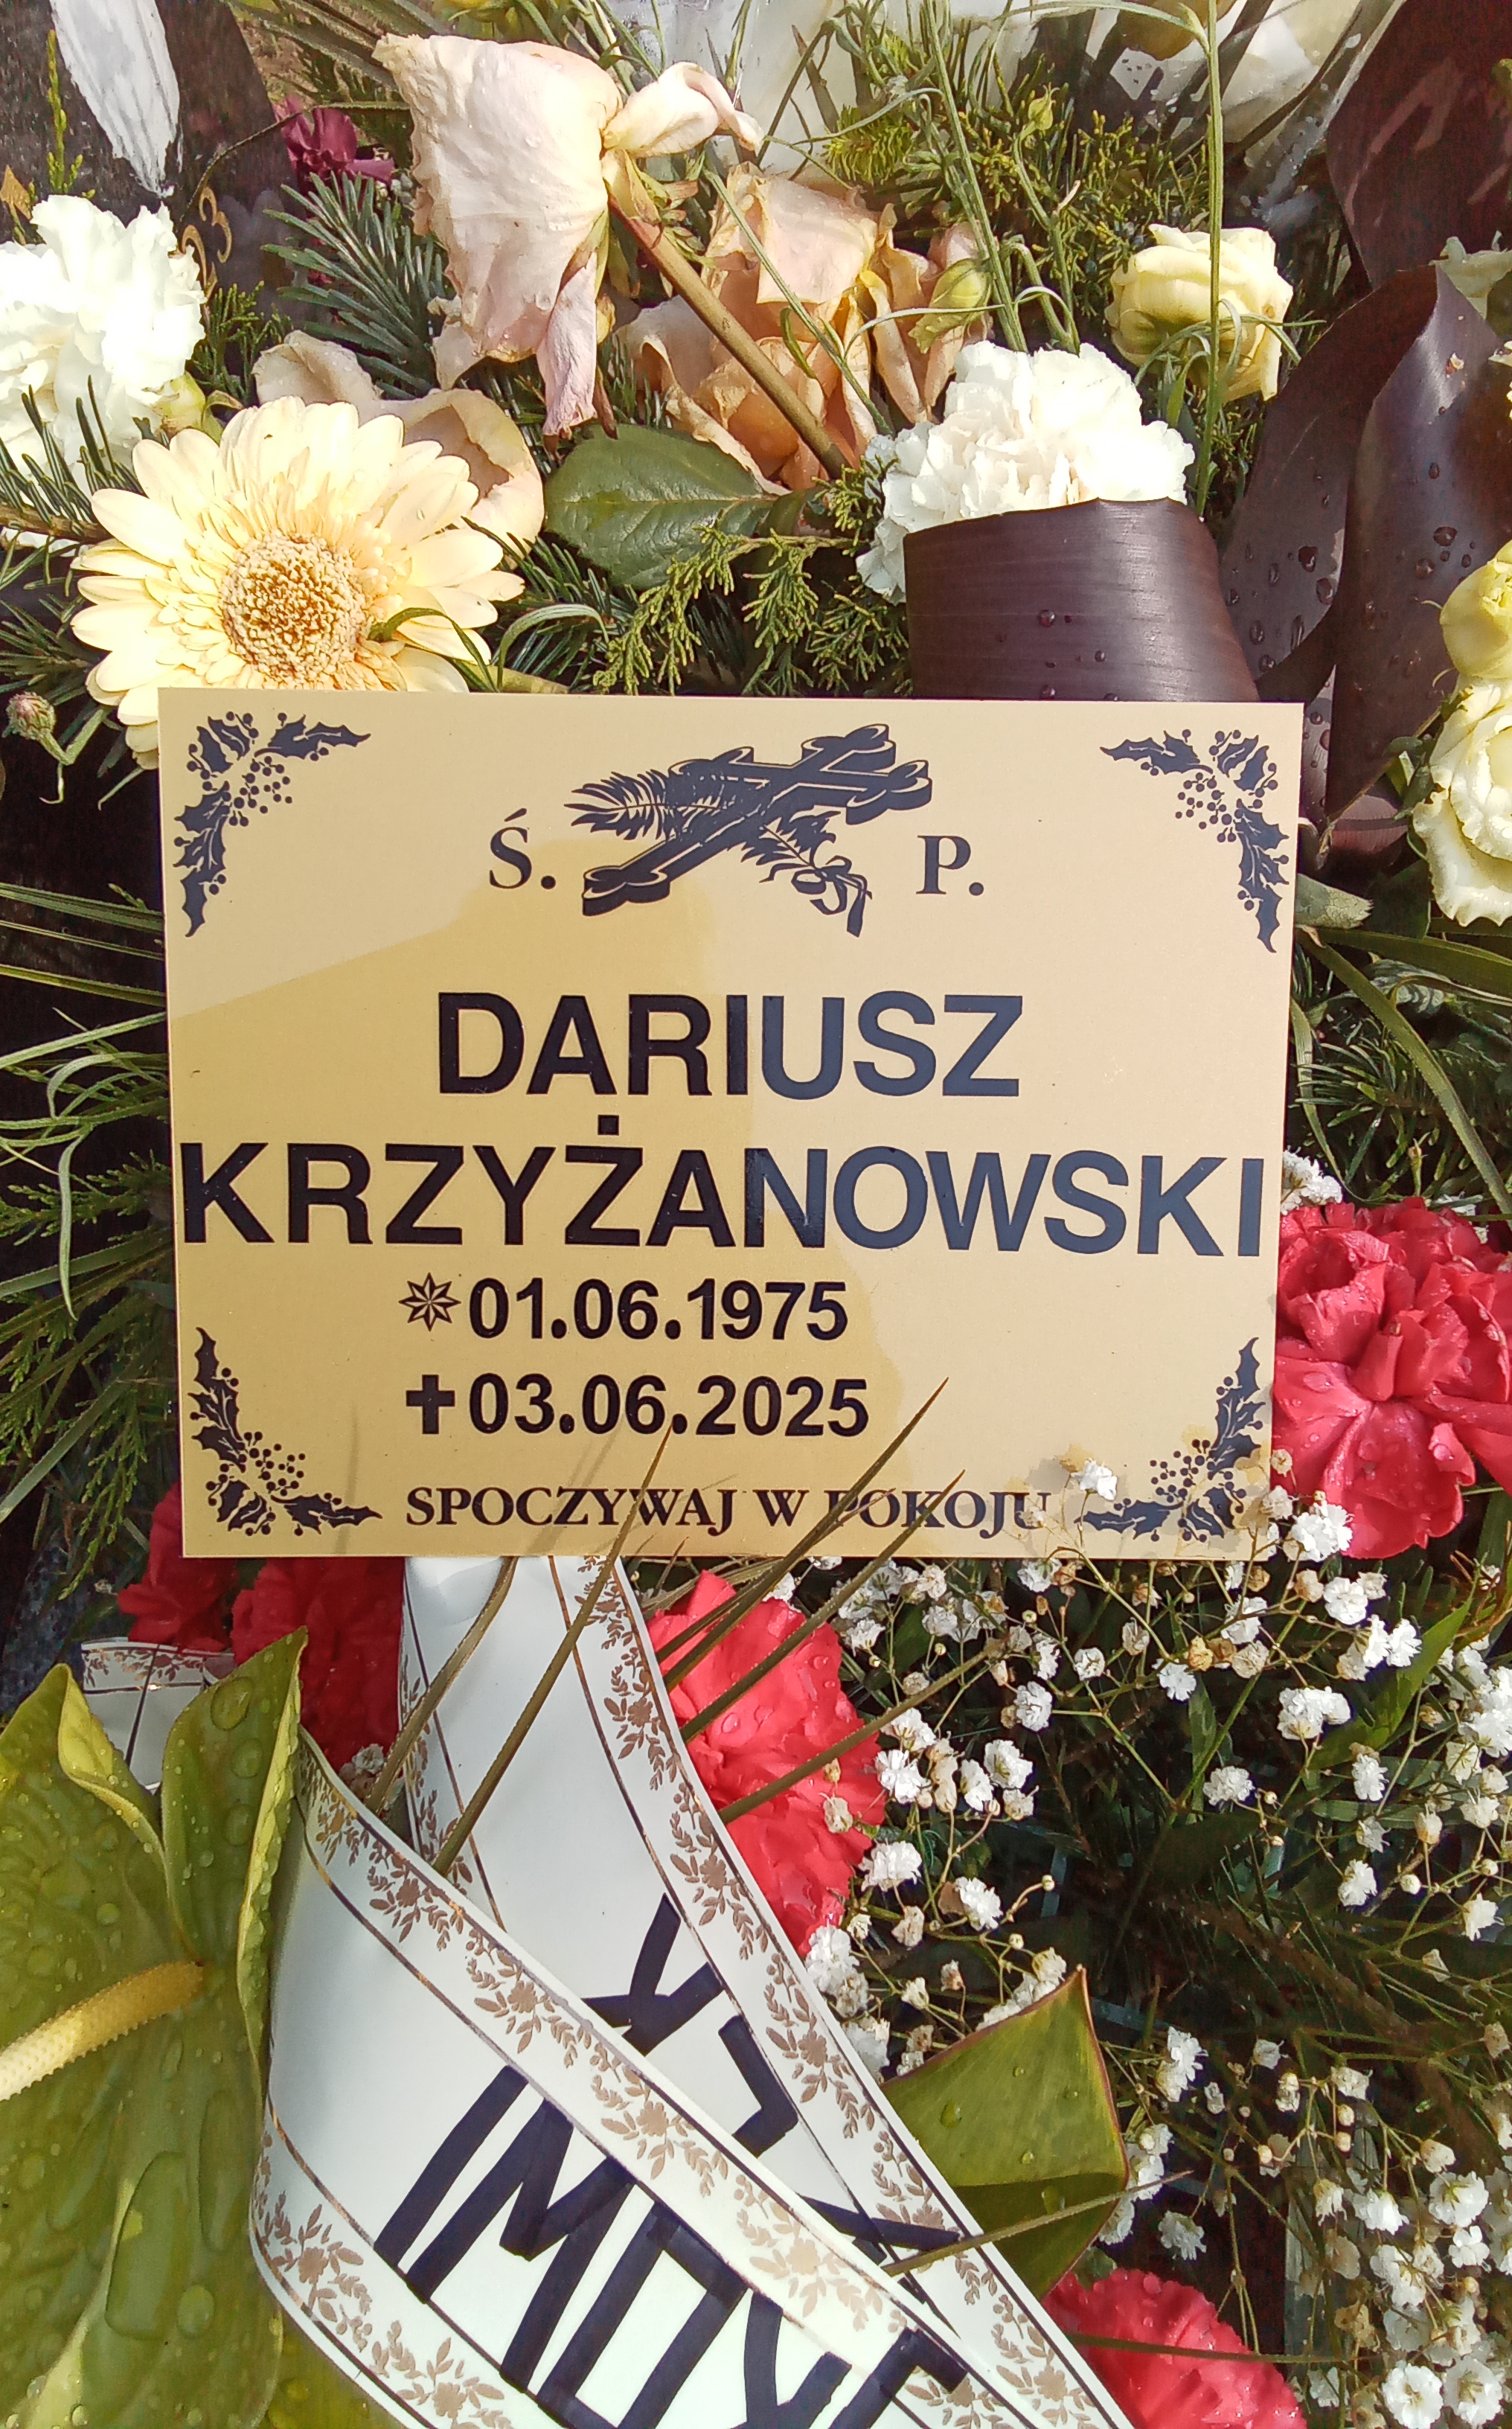 Ś. P.
DARIUSZ
KRZYŻANOWSKI
01.06.1975
03.06.2025
SPOCZYWAJ W POKOJU